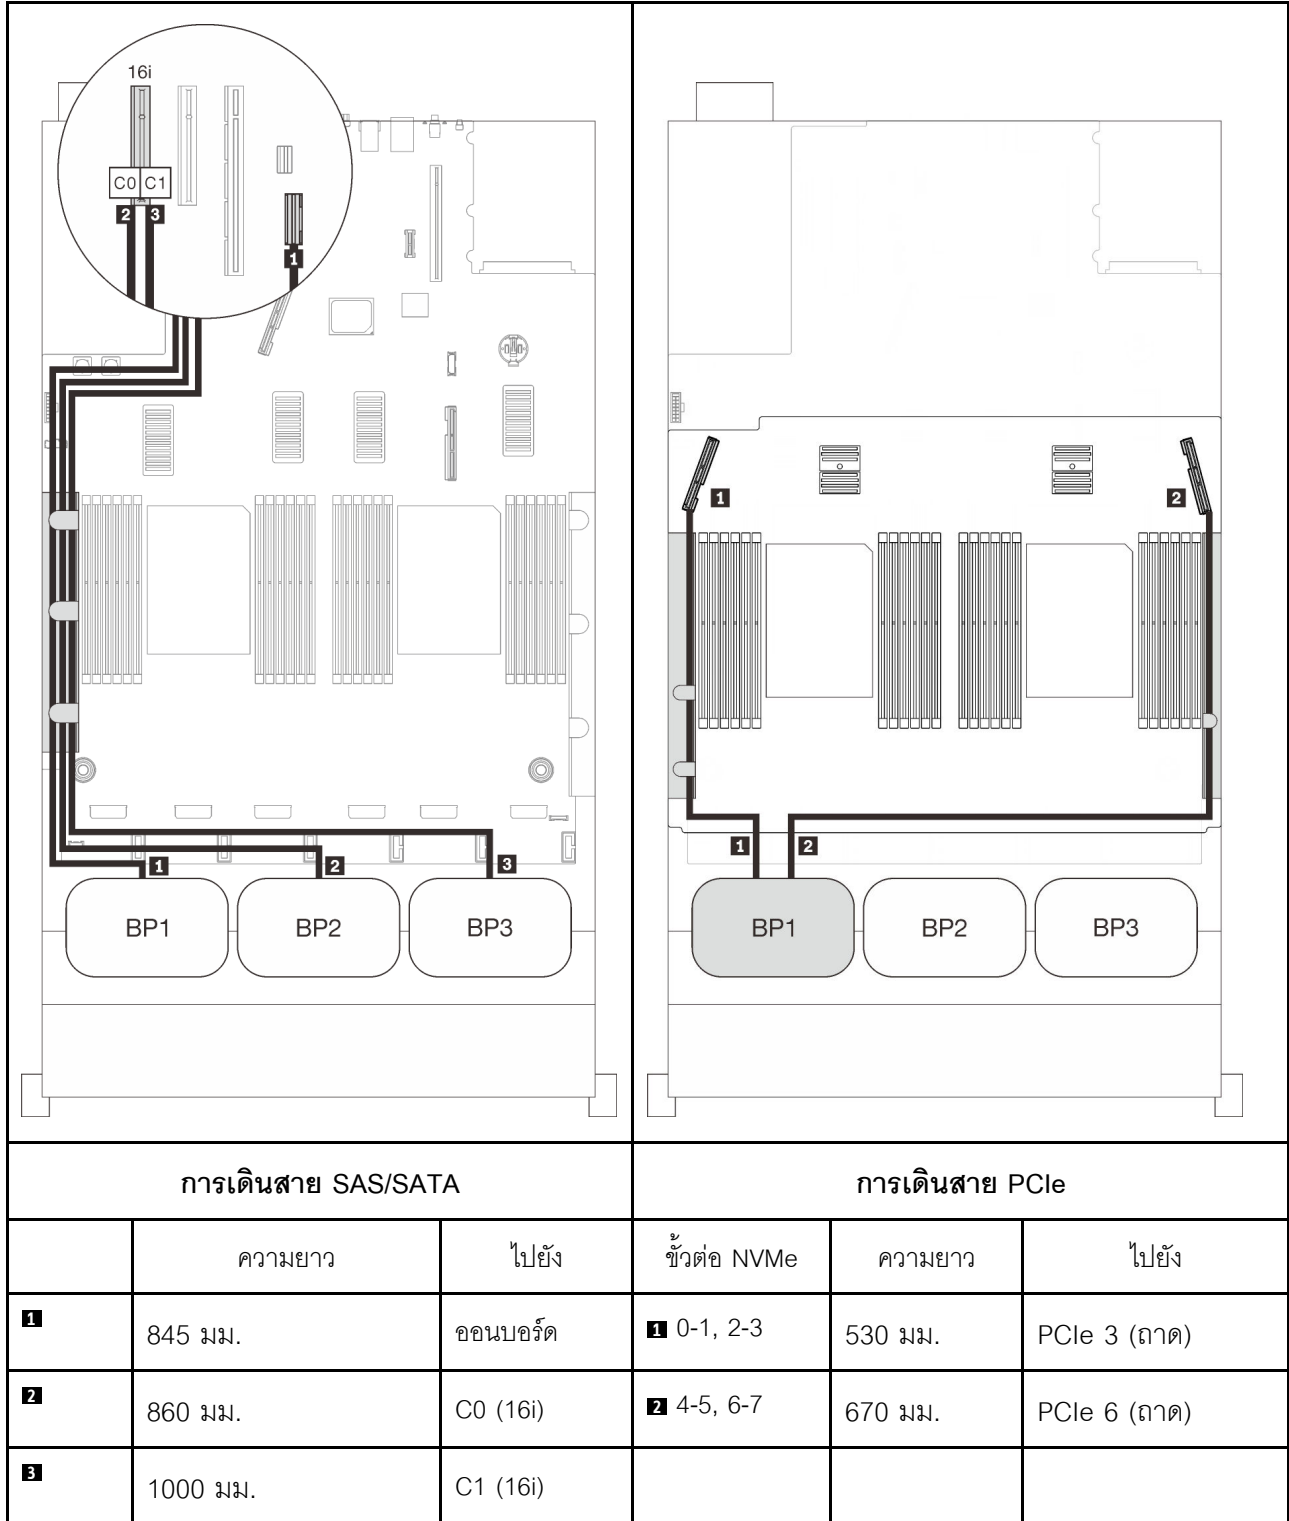 16i
C0 C1
2 3
1
1 2 3
BP1 BP2 BP3
1 2
1 2
BP1 BP2 BP3
การเดินสาย SAS/SATA การเดินสาย PCIe
ความยาว ไปยัง ขั้วต่อ NVMe ความยาว ไปยัง
1 845 มม. ออนบอร์ด 1 0-1, 2-3 530 มม. PCIe 3 (ถาด)
2 860 มม. C0 (16i) 2 4-5, 6-7 670 มม. PCIe 6 (ถาด)
3 1000 มม. C1 (16i)